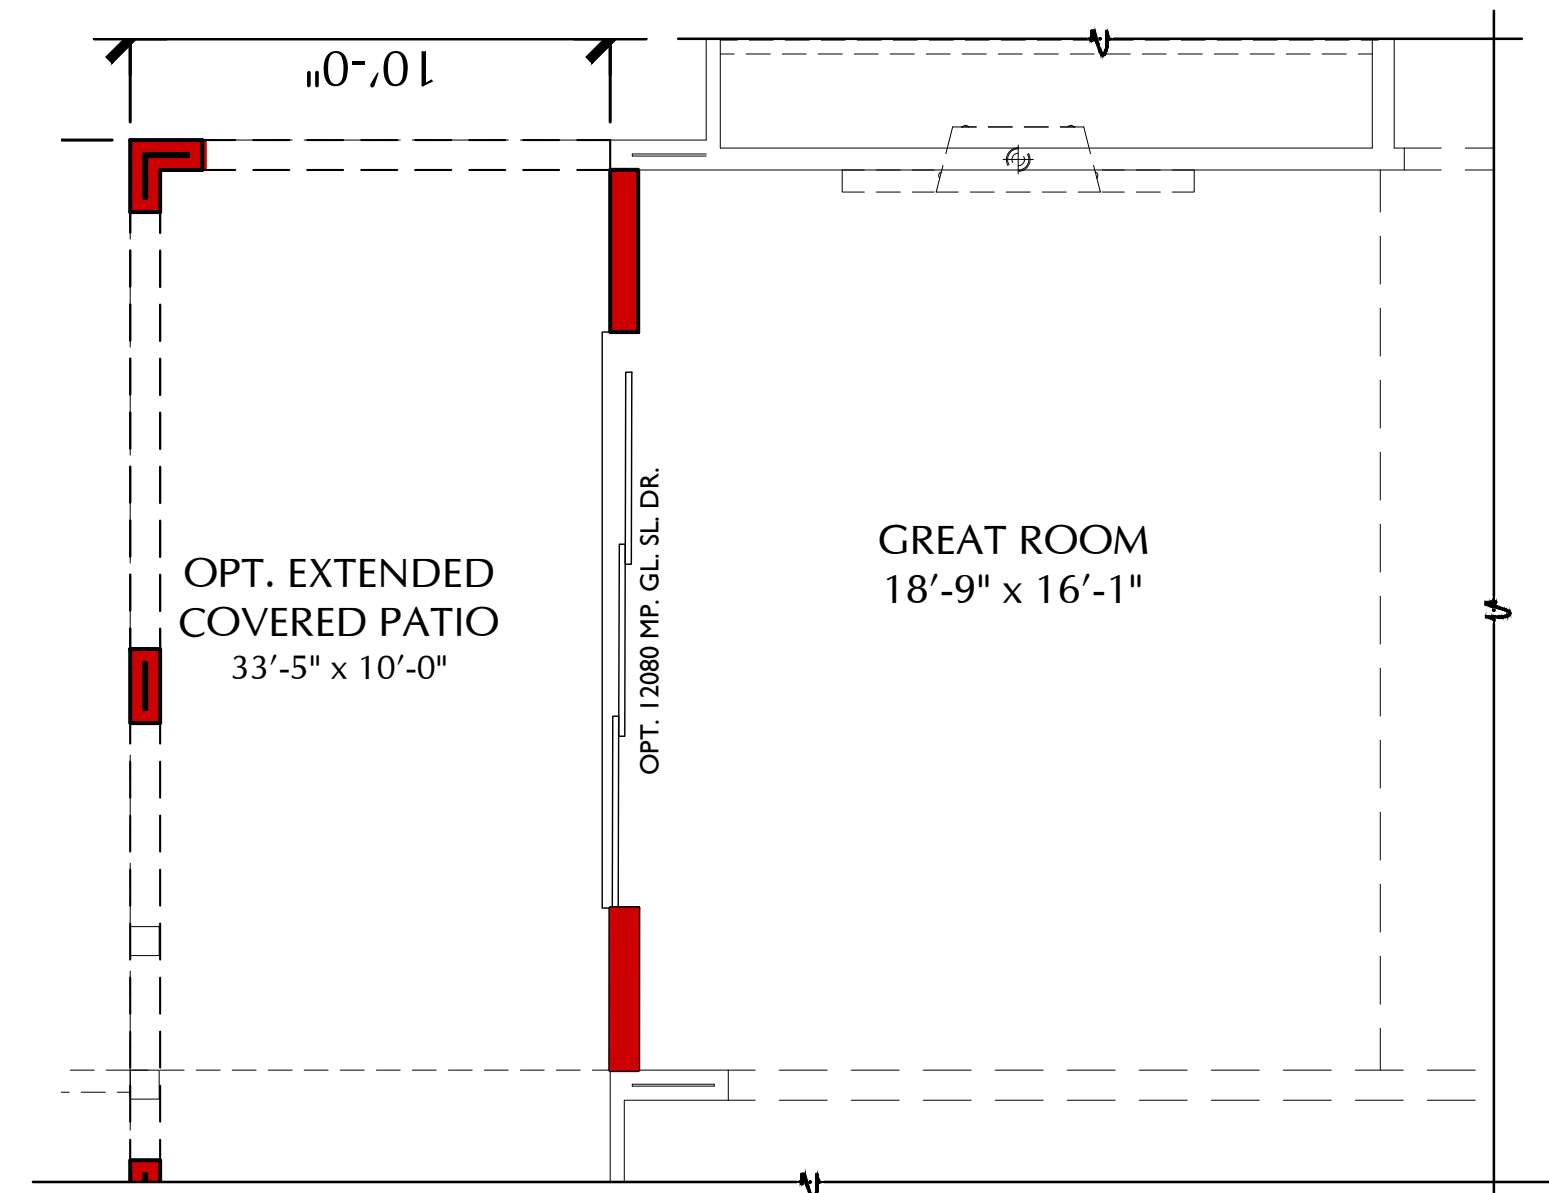 10'-0"
OPT. EXTENDED
COVERED PATIO
33'-5" x 10'-0"
OPT. 12080 MP. GL. SL. DR.
GREAT ROOM
18'-9" x 16'-1"